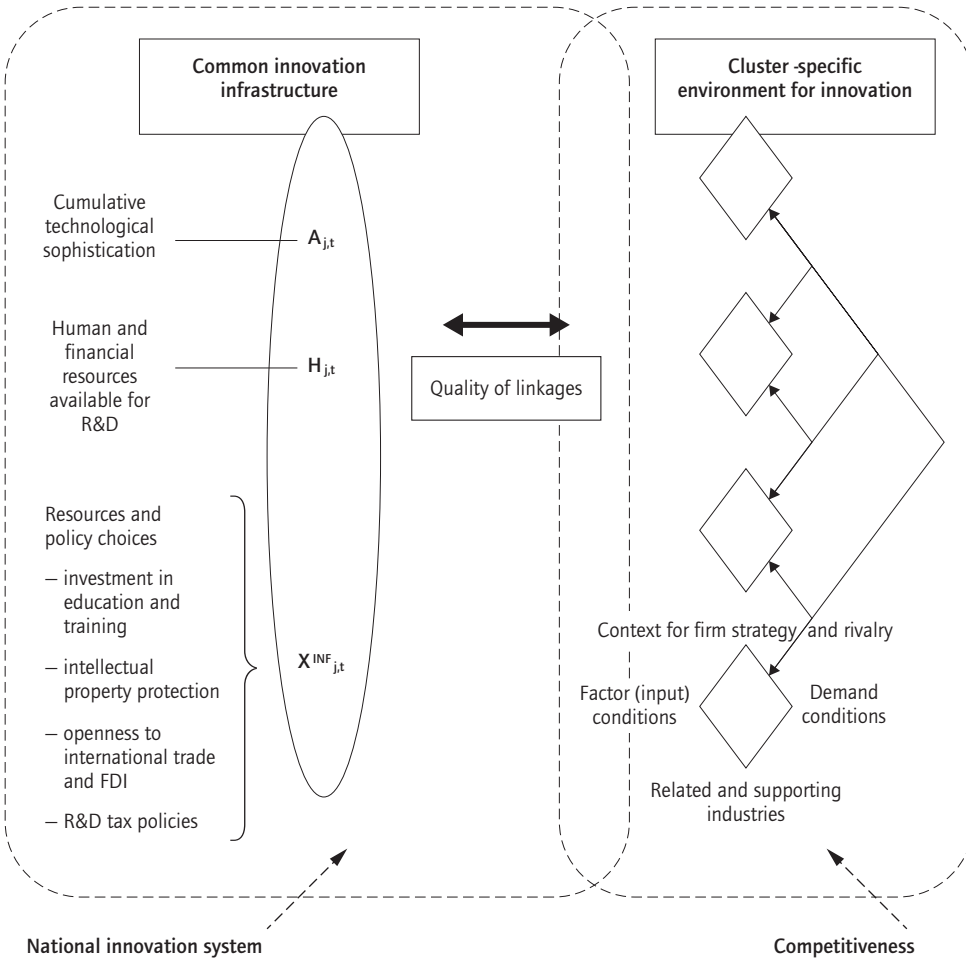 Common innovation
infrastructure
Cumulative
technological
sophistication
A j,t
Human and
financial
resources
available for
R&D
H j,t
Resources and
policy choices
– investment in
education and
training
– intellectual
property protection
– openness to
international trade
and FDI
– R&D tax policies
X INF j,t
Quality of linkages
Cluster -specific
environment for innovation
Context for firm strategy and rivalry
Factor (input)
conditions
Demand
conditions
Related and supporting
industries
National innovation system
Competitiveness